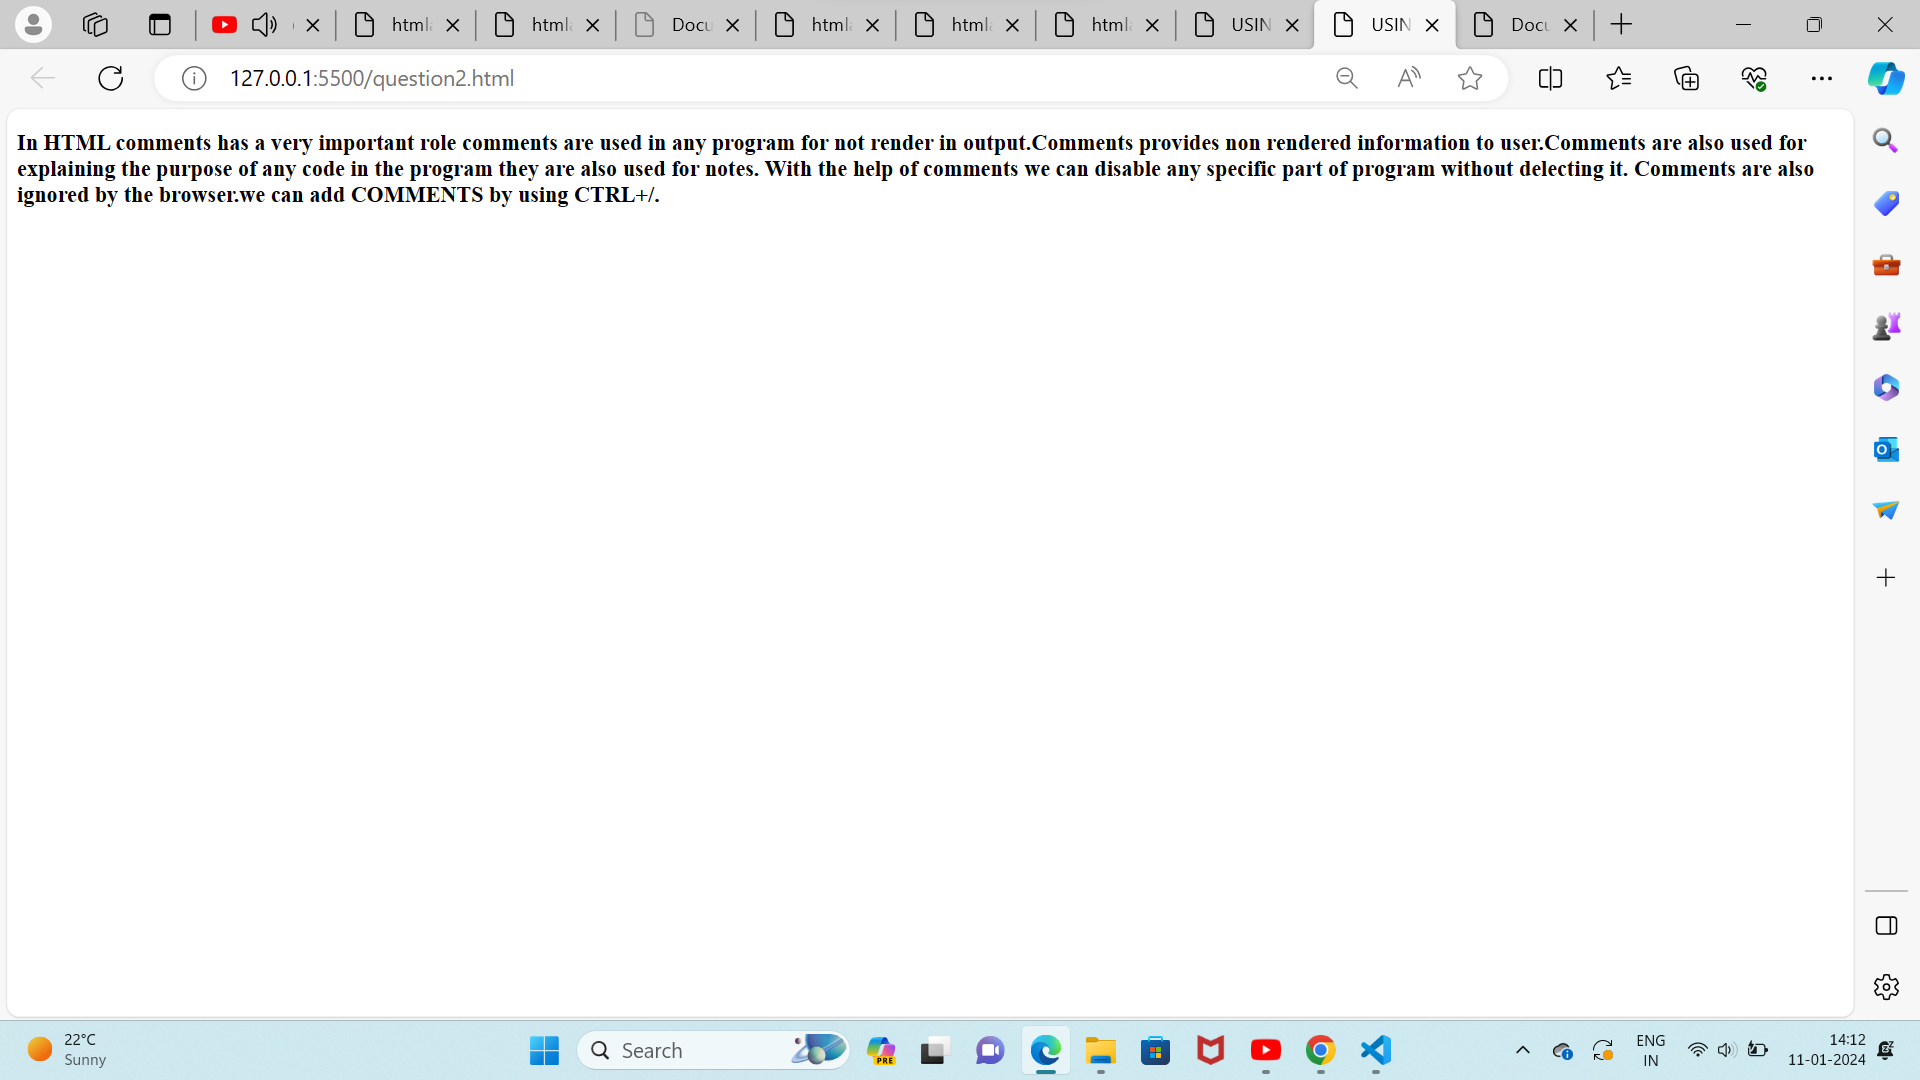 html
html
Docu
html
html
html
USIN
USIN
Docu
127.0.0.1:5500/question2.html
In HTML comments has a very important role comments are used in any program for not render in output.Comments provides non rendered information to user.Comments are also used for
explaining the purpose of any code in the program they are also used for notes. With the help of comments we can disable any specific part of program without delecting it. Comments are also
ignored by the browser.we can add COMMENTS by using CTRL+/.
22°C
Sunny
Search
PRE
ENG
IN
14:12
11-01-2024